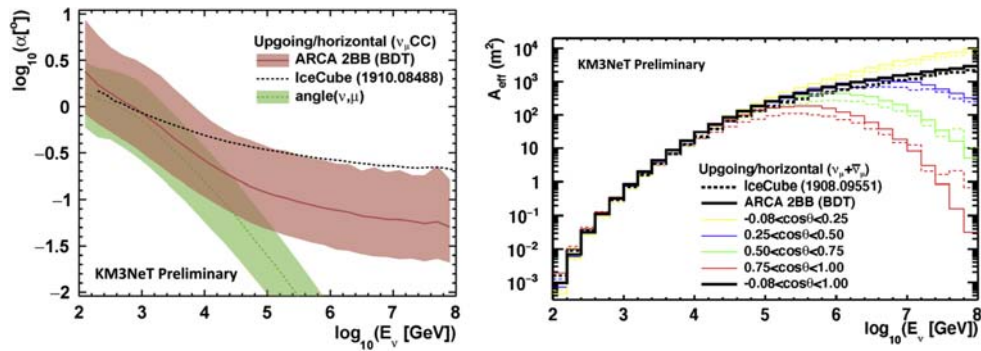 log₁₀(α[°])
1
0.5
0
−0.5
−1
−1.5
−2
Upgoing/horizontal (νμCC)
ARCA 2BB (BDT)
IceCube (1910.08488)
angle(ν,μ)
KM3NeT Preliminary
2 3 4 5 6 7 8
log₁₀(Eν [GeV])
Aeff (m²)
10⁴
10³
10²
10
1
10⁻¹
10⁻²
10⁻³
KM3NeT Preliminary
Upgoing/horizontal (νμ+ν̄μ)
IceCube (1908.09551)
ARCA 2BB (BDT)
-0.08<cosθ<0.25
0.25<cosθ<0.50
0.50<cosθ<0.75
0.75<cosθ<1.00
-0.08<cosθ<1.00
2 3 4 5 6 7 8
log₁₀(Eν [GeV])